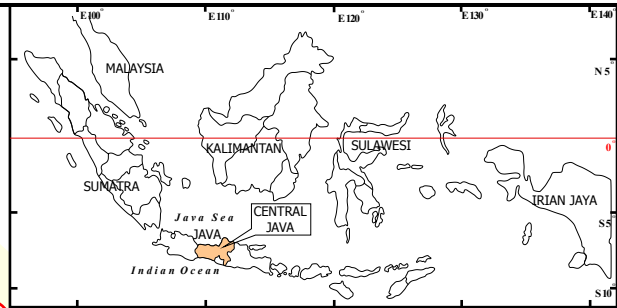 E100° E110° E120° E130° E140°
N 5°
MALAYSIA
0°
KALIMANTAN SULAWESI
SUMATRA
IRIAN JAYA
Java Sea
CENTRAL
JAVA
S5°
JAVA
Indian Ocean
S10°